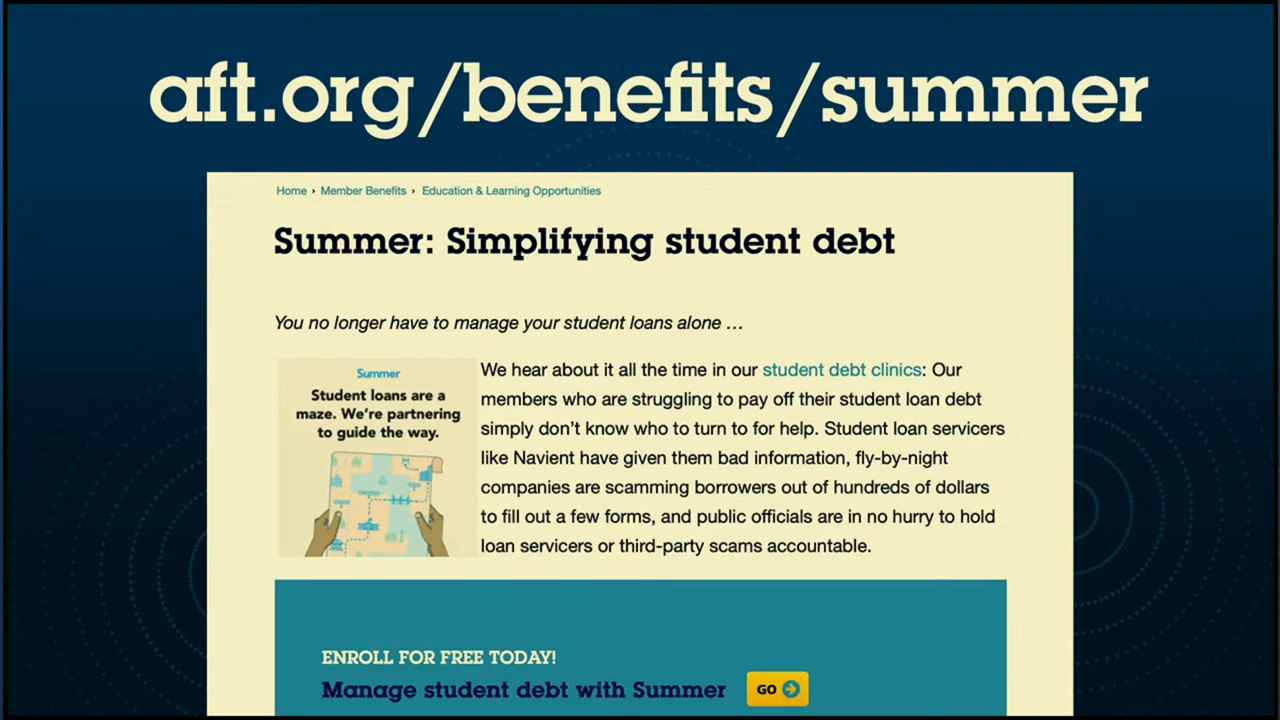 aft.org/benefits/summer
Home › Member Benefits › Education & Learning Opportunities
Summer: Simplifying student debt
You no longer have to manage your student loans alone …
Summer
Student loans are a
maze. We’re partnering
to guide the way.
We hear about it all the time in our student debt clinics: Our
members who are struggling to pay off their student loan debt
simply don’t know who to turn to for help. Student loan servicers
like Navient have given them bad information, fly-by-night
companies are scamming borrowers out of hundreds of dollars
to fill out a few forms, and public officials are in no hurry to hold
loan servicers or third-party scams accountable.
ENROLL FOR FREE TODAY!
Manage student debt with Summer GO